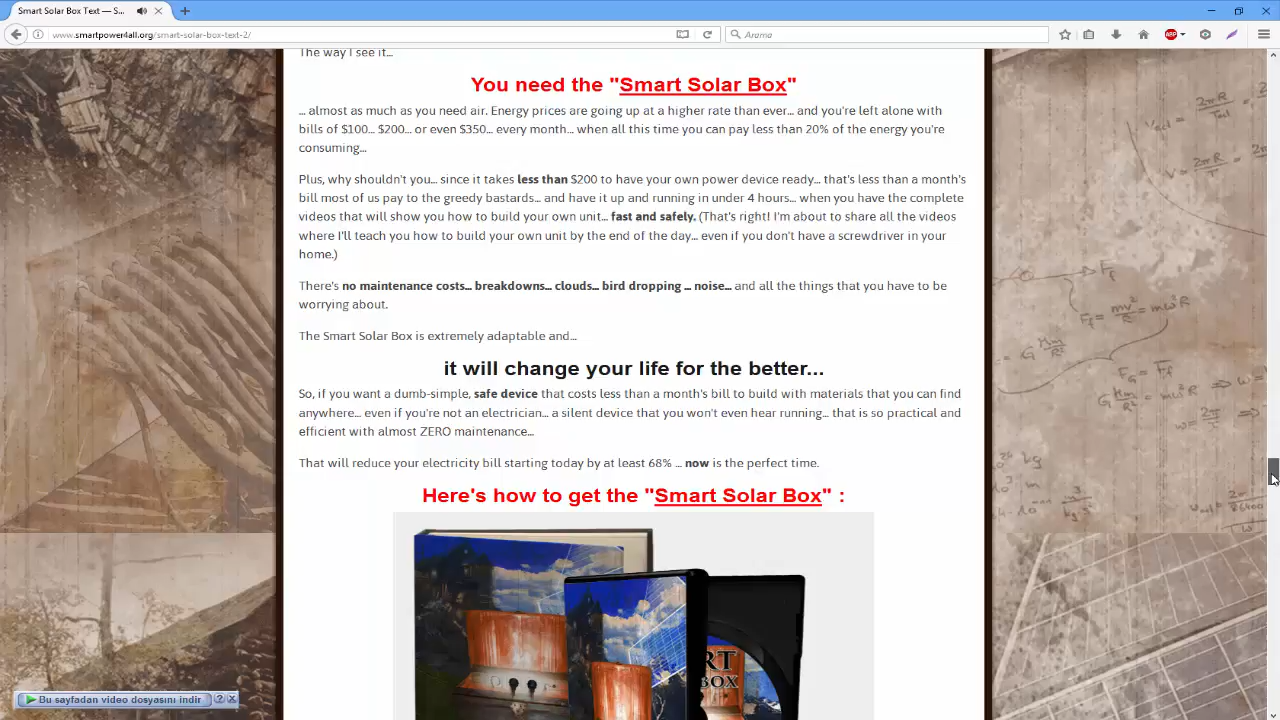 Smart Solar Box Text — S...
www.smartpower4all.org/smart-solar-box-text-2/
Arama
ABP
The way I see it...
You need the "Smart Solar Box"
... almost as much as you need air. Energy prices are going up at a higher rate than ever... and you're left alone with
bills of $100... $200... or even $350... every month... when all this time you can pay less than 20% of the energy you're
consuming...
Plus, why shouldn't you... since it takes less than $200 to have your own power device ready... that's less than a month's
bill most of us pay to the greedy bastards... and have it up and running in under 4 hours... when you have the complete
videos that will show you how to build your own unit... fast and safely. (That's right! I'm about to share all the videos
where I'll teach you how to build your own unit by the end of the day... even if you don't have a screwdriver in your
home.)
There's no maintenance costs... breakdowns... clouds... bird dropping ... noise... and all the things that you have to be
worrying about.
The Smart Solar Box is extremely adaptable and...
it will change your life for the better...
So, if you want a dumb-simple, safe device that costs less than a month's bill to build with materials that you can find
anywhere... even if you're not an electrician... a silent device that you won't even hear running... that is so practical and
efficient with almost ZERO maintenance...
That will reduce your electricity bill starting today by at least 68% ... now is the perfect time.
Here's how to get the "Smart Solar Box" :
RT
BOX
Bu sayfadan video dosyasını indir